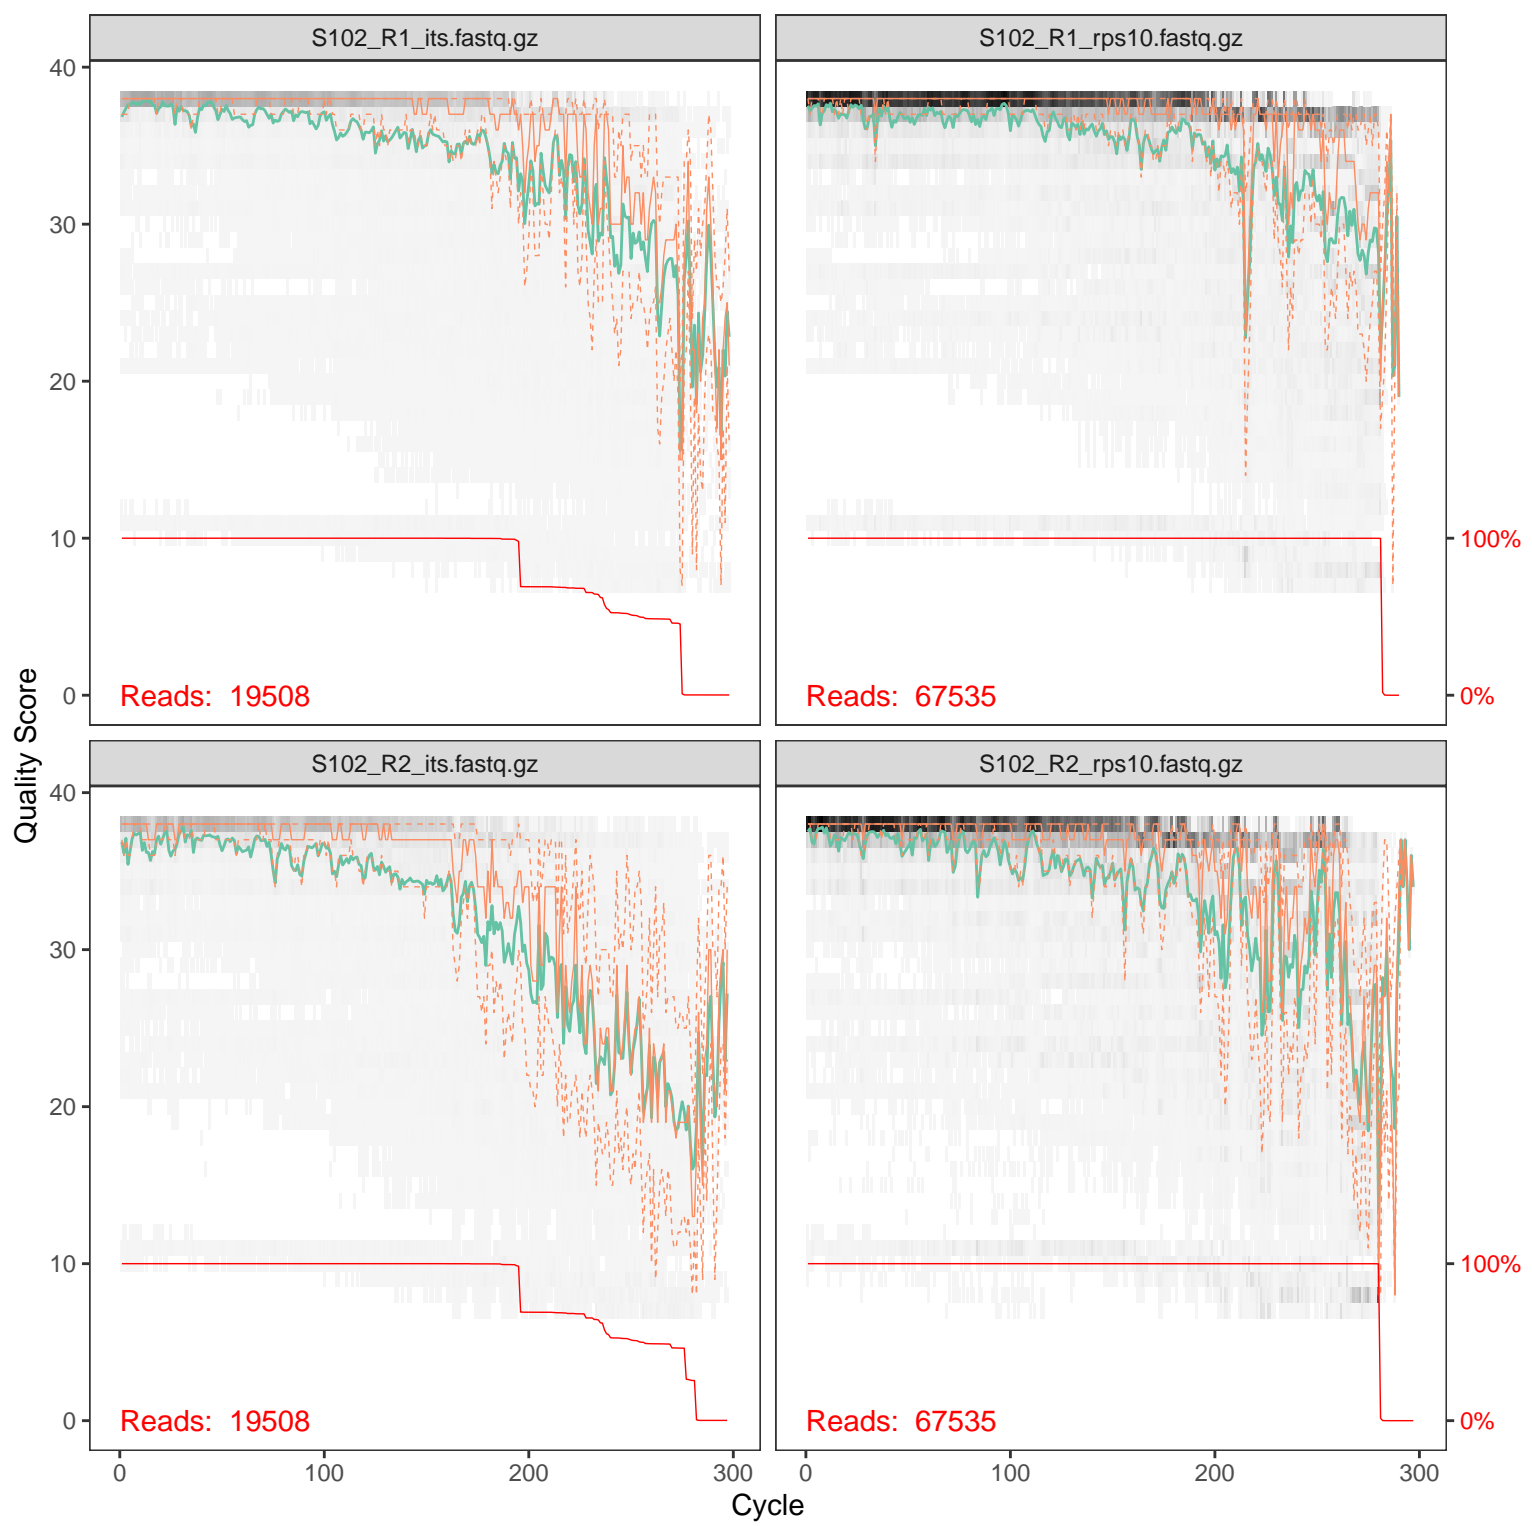 S102_R1_its.fastq.gz
S102_R1_rps10.fastq.gz
40
30
20
10
0
Reads: 19508
Reads: 67535
100%
0%
Quality Score
S102_R2_its.fastq.gz
S102_R2_rps10.fastq.gz
40
30
20
10
0
Reads: 19508
Reads: 67535
100%
0%
0 100 200 300
0 100 200 300
Cycle